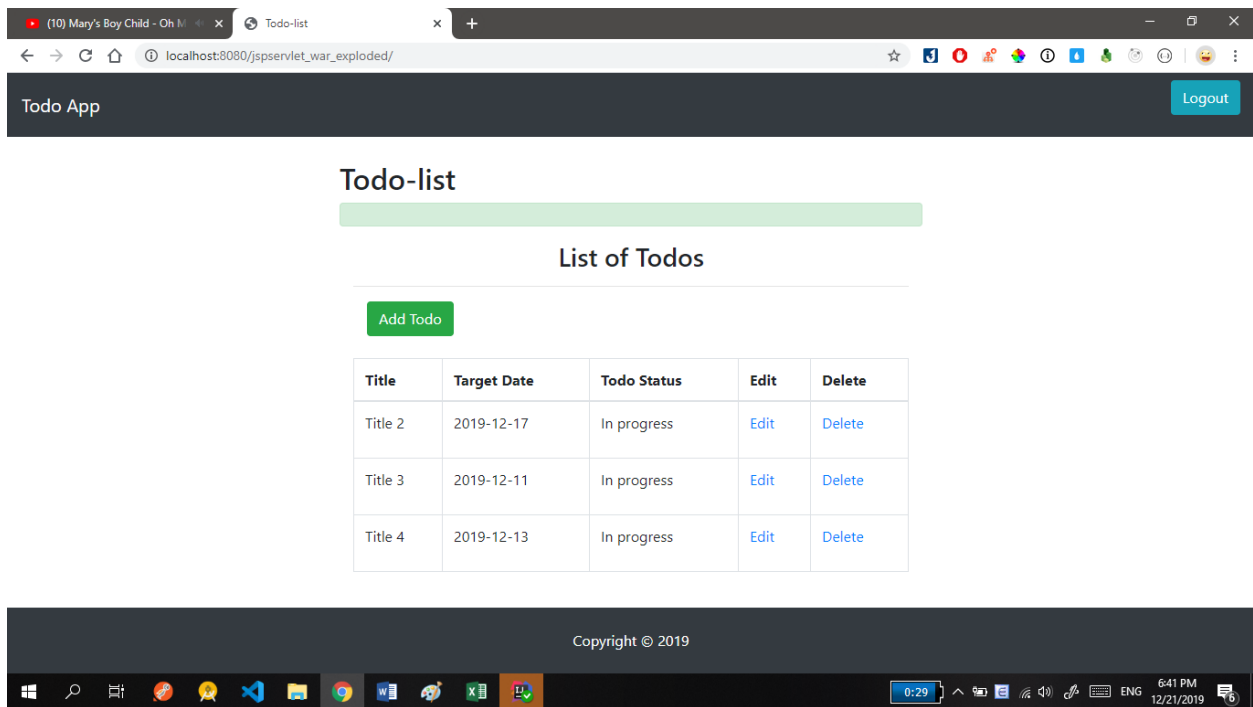 (10) Mary's Boy Child - Oh M
Todo-list
localhost:8080/jspservlet_war_exploded/
Todo App
Logout
Todo-list
List of Todos
Add Todo
Title Target Date Todo Status Edit Delete
Title 2 2019-12-17 In progress Edit Delete
Title 3 2019-12-11 In progress Edit Delete
Title 4 2019-12-13 In progress Edit Delete
Copyright © 2019
0:29
ENG
6:41 PM
12/21/2019
6